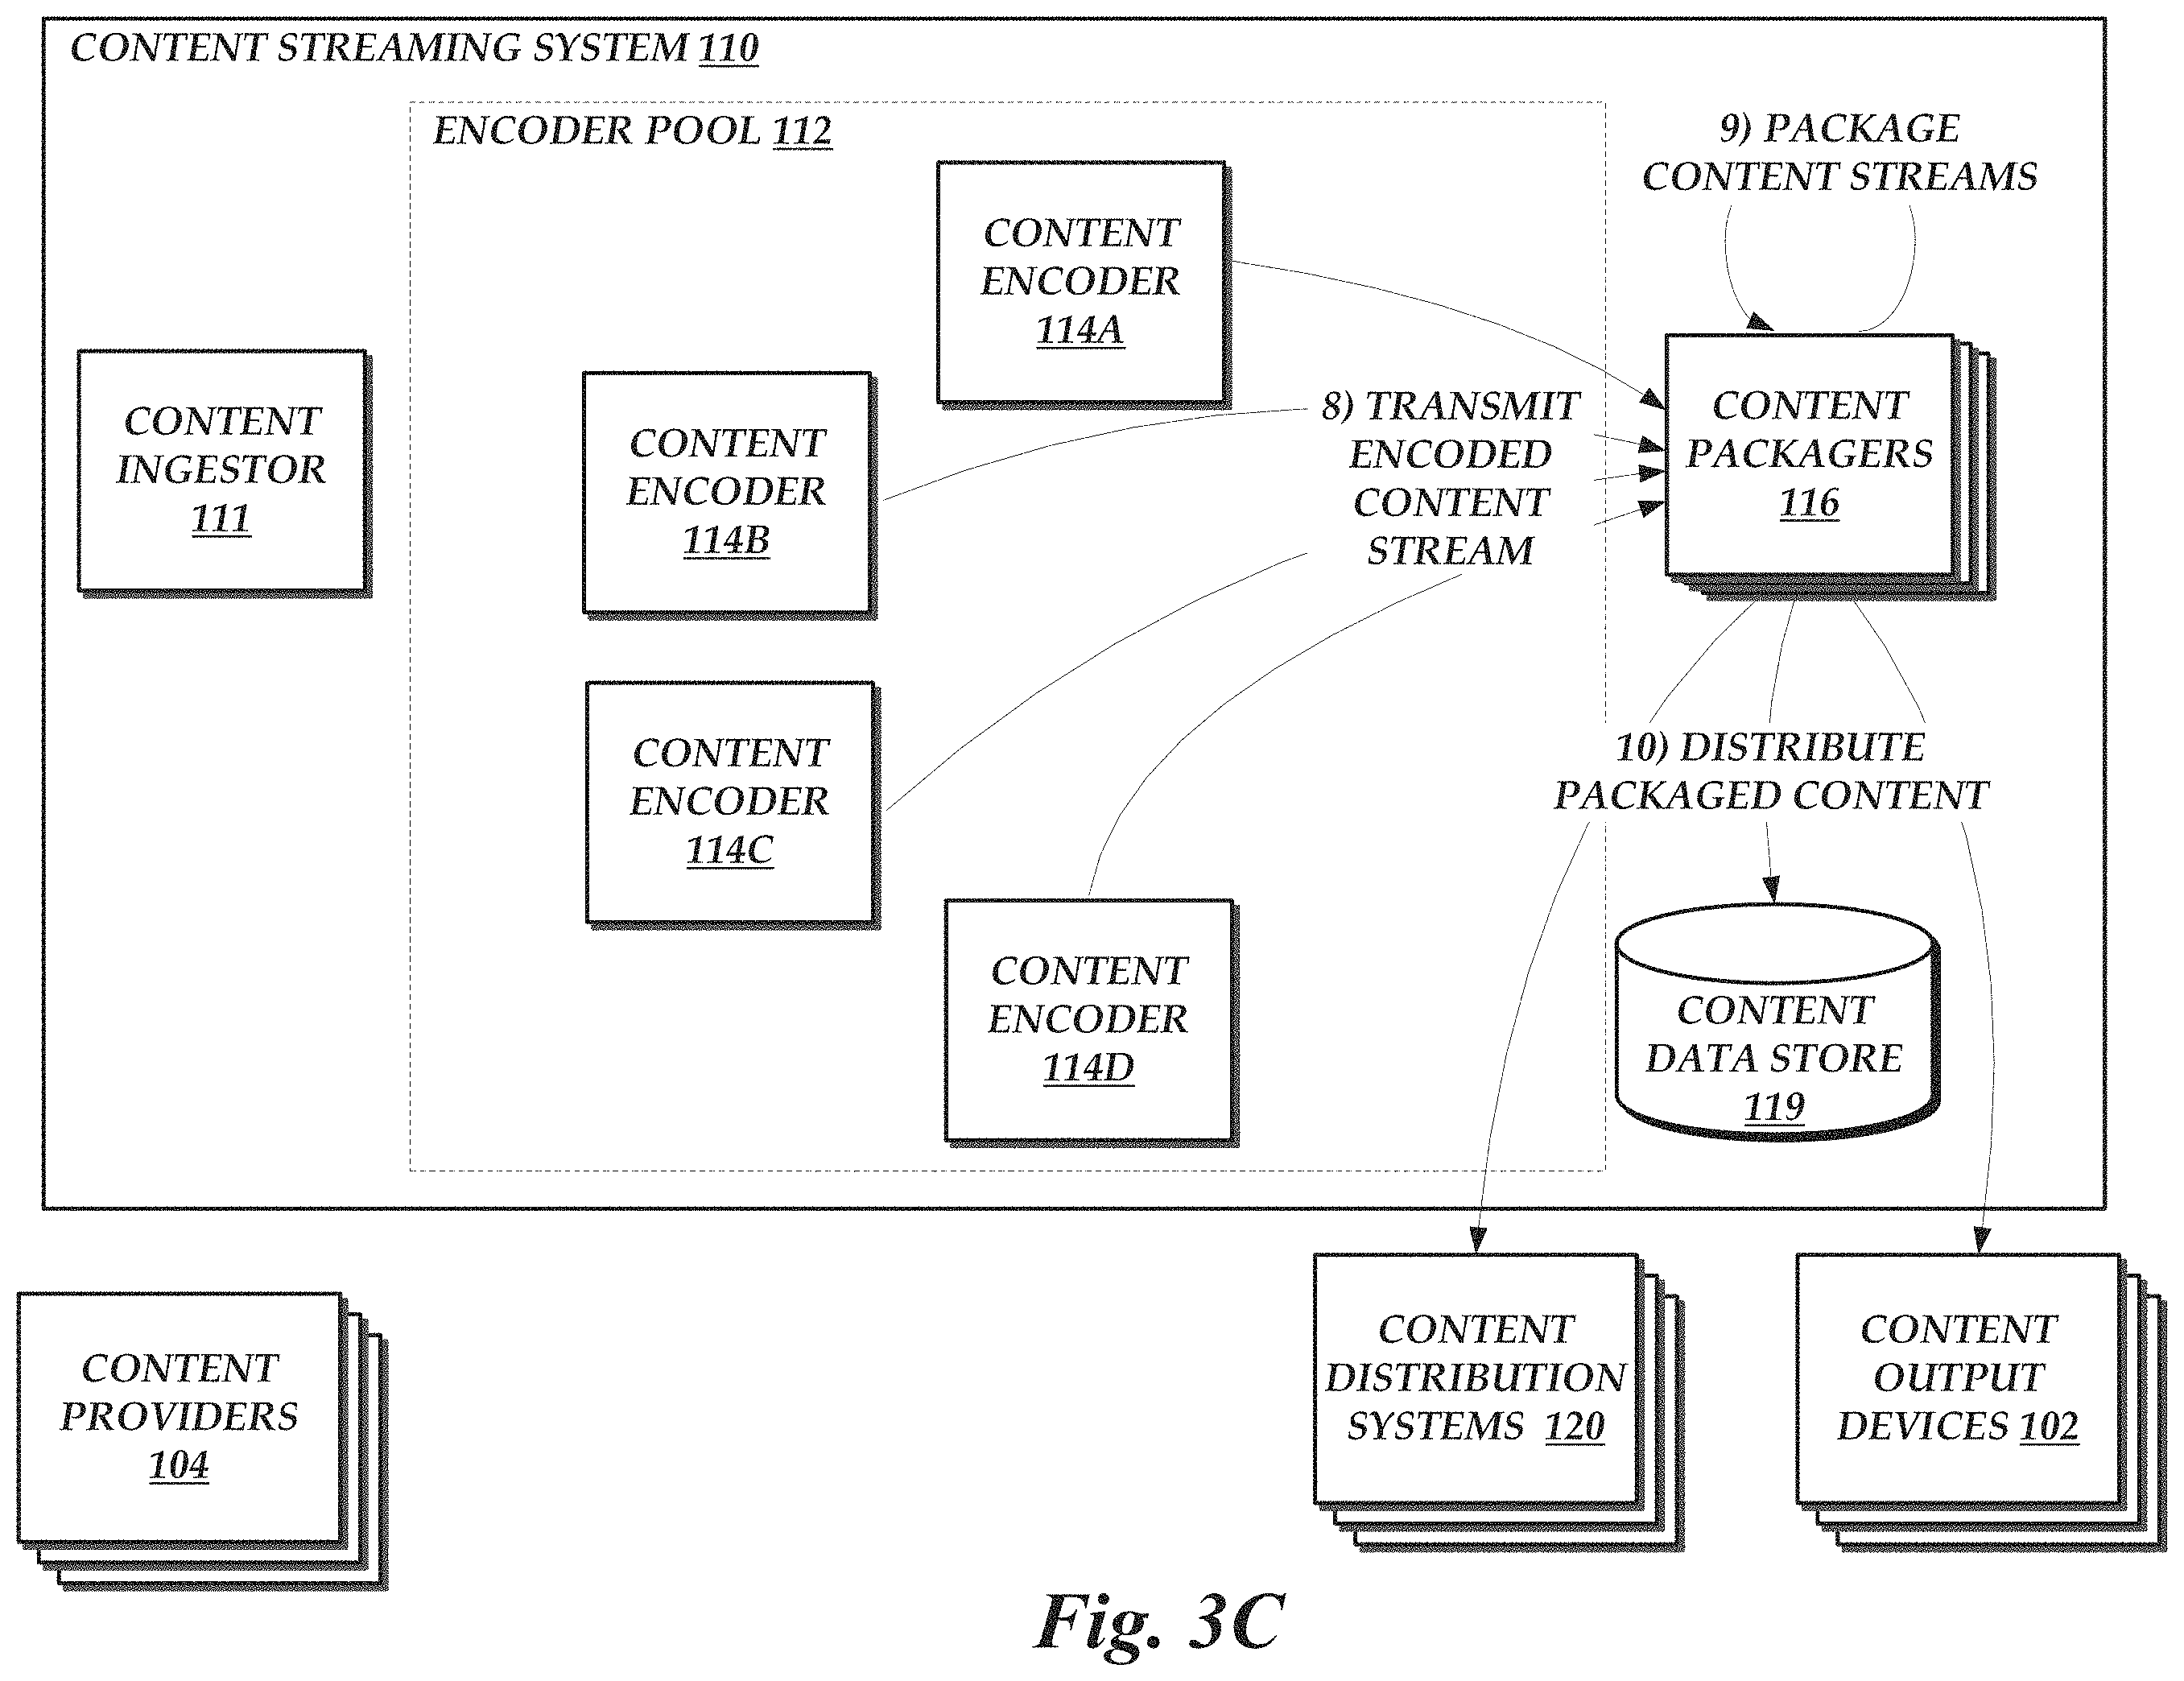 CONTENT STREAMING SYSTEM 110
ENCODER POOL 112
9) PACKAGE
CONTENT STREAMS
CONTENT
ENCODER
114A
CONTENT
INGESTOR
111
CONTENT
ENCODER
114B
8) TRANSMIT
ENCODED
CONTENT
STREAM
CONTENT
PACKAGERS
116
CONTENT
ENCODER
114C
10) DISTRIBUTE
PACKAGED CONTENT
CONTENT
ENCODER
114D
CONTENT
DATA STORE
119
CONTENT
PROVIDERS
104
CONTENT
DISTRIBUTION
SYSTEMS 120
CONTENT
OUTPUT
DEVICES 102
Fig. 3C